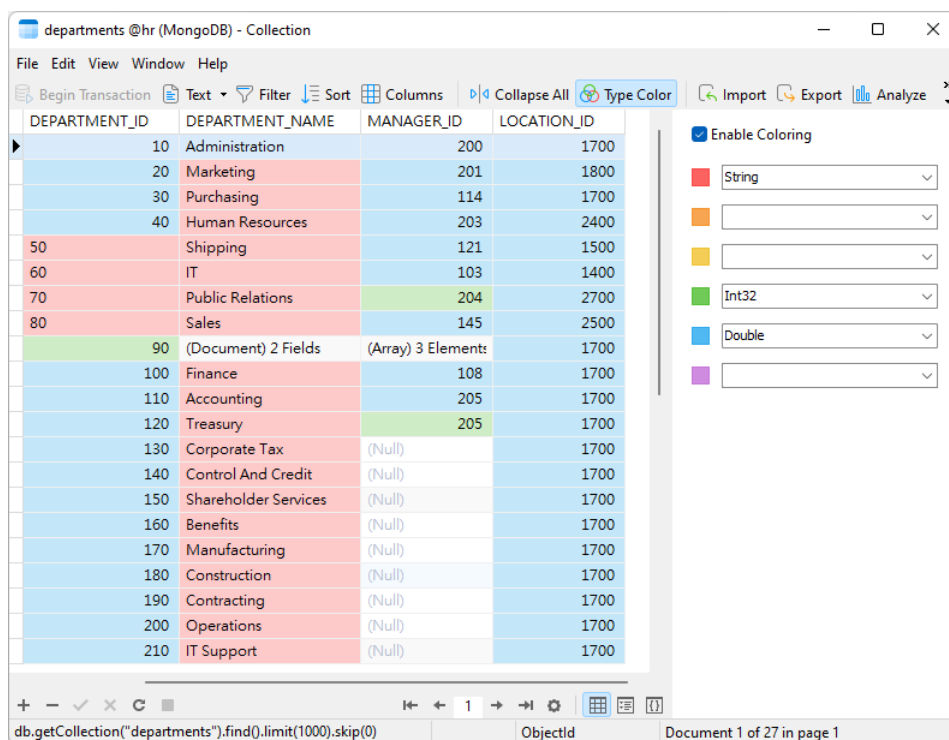 departments @hr (MongoDB) - Collection
File Edit View Window Help
Begin Transaction Text Filter Sort Columns Collapse All Type Color Import Export Analyze
DEPARTMENT_ID DEPARTMENT_NAME MANAGER_ID LOCATION_ID
Enable Coloring
10 Administration 200 1700
20 Marketing 201 1800
String
30 Purchasing 114 1700
40 Human Resources 203 2400
50 Shipping 121 1500
60 IT 103 1400
70 Public Relations 204 2700
Int32
80 Sales 145 2500
90 (Document) 2 Fields (Array) 3 Elements 1700
Double
100 Finance 108 1700
110 Accounting 205 1700
120 Treasury 205 1700
130 Corporate Tax (Null) 1700
140 Control And Credit (Null) 1700
150 Shareholder Services (Null) 1700
160 Benefits (Null) 1700
170 Manufacturing (Null) 1700
180 Construction (Null) 1700
190 Contracting (Null) 1700
200 Operations (Null) 1700
210 IT Support (Null) 1700
1
db.getCollection("departments").find().limit(1000).skip(0) ObjectId Document 1 of 27 in page 1